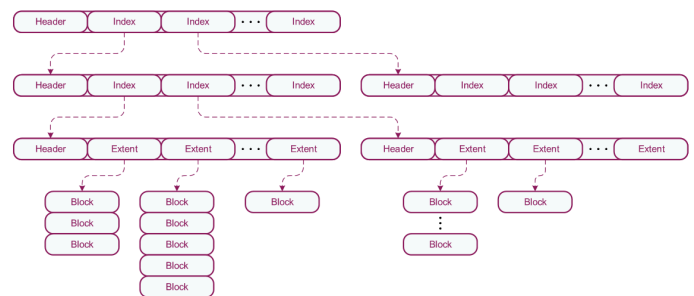 Header Index Index ... Index
Header Index Index ... Index Header Index Index ... Index
Header Extent Extent ... Extent Header Extent Extent ... Extent
Block Block Block Block Block
Block Block
Block Block Block
Block
Block